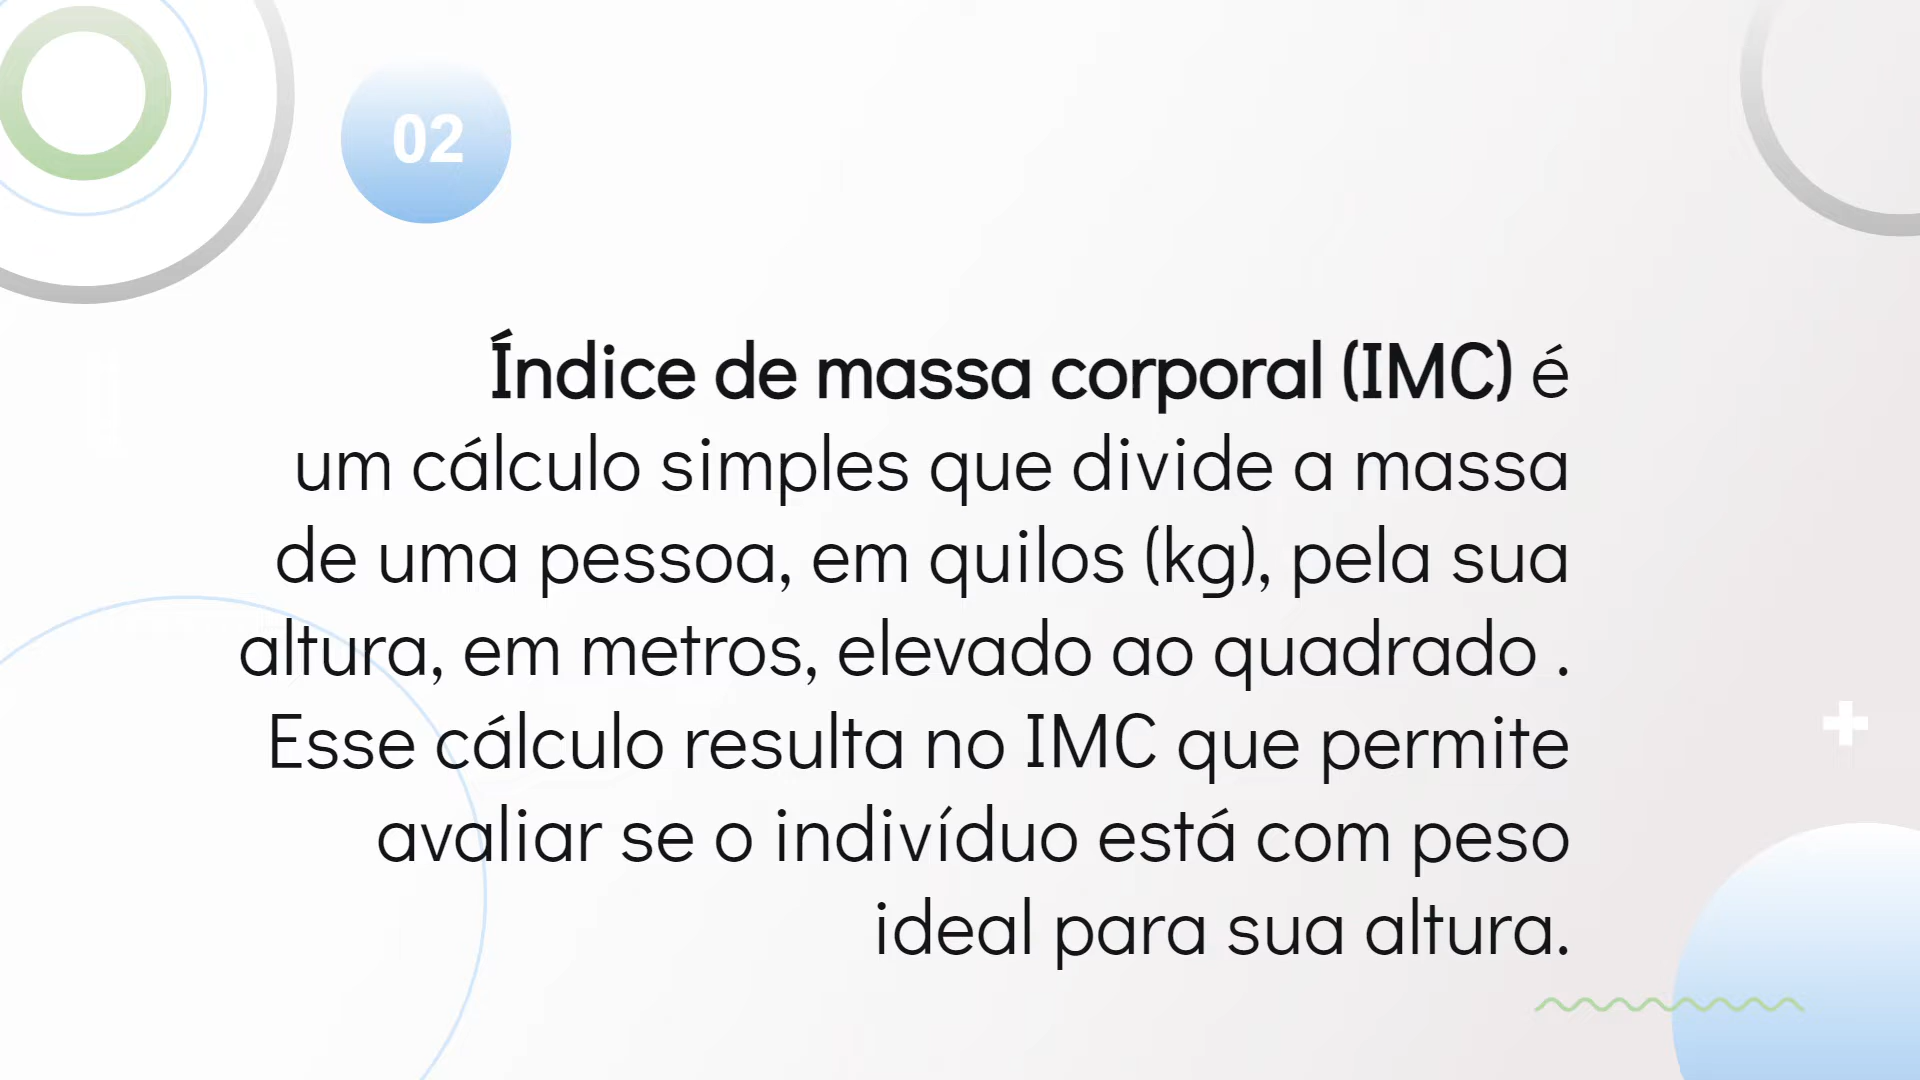 02
Índice de massa corporal (IMC) é
um cálculo simples que divide a massa
de uma pessoa, em quilos (kg), pela sua
altura, em metros, elevado ao quadrado .
Esse cálculo resulta no IMC que permite
avaliar se o indivíduo está com peso
ideal para sua altura.